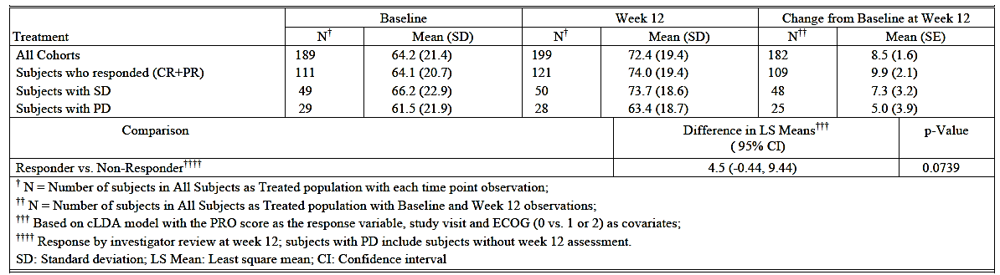 Baseline Week 12 Change from Baseline at Week 12
Treatment N† Mean (SD) N† Mean (SD) N†† Mean (SE)
All Cohorts 189 64.2 (21.4) 199 72.4 (19.4) 182 8.5 (1.6)
Subjects who responded (CR+PR) 111 64.1 (20.7) 121 74.0 (19.4) 109 9.9 (2.1)
Subjects with SD 49 66.2 (22.9) 50 73.7 (18.6) 48 7.3 (3.2)
Subjects with PD 29 61.5 (21.9) 28 63.4 (18.7) 25 5.0 (3.9)
Comparison Difference in LS Means††† p-Value
( 95% CI)
Responder vs. Non-Responder†††† 4.5 (-0.44, 9.44) 0.0739
† N = Number of subjects in All Subjects as Treated population with each time point observation;
†† N = Number of subjects in All Subjects as Treated population with Baseline and Week 12 observations;
††† Based on cLDA model with the PRO score as the response variable, study visit and ECOG (0 vs. 1 or 2) as covariates;
†††† Response by investigator review at week 12; subjects with PD include subjects without week 12 assessment.
SD: Standard deviation; LS Mean: Least square mean; CI: Confidence interval